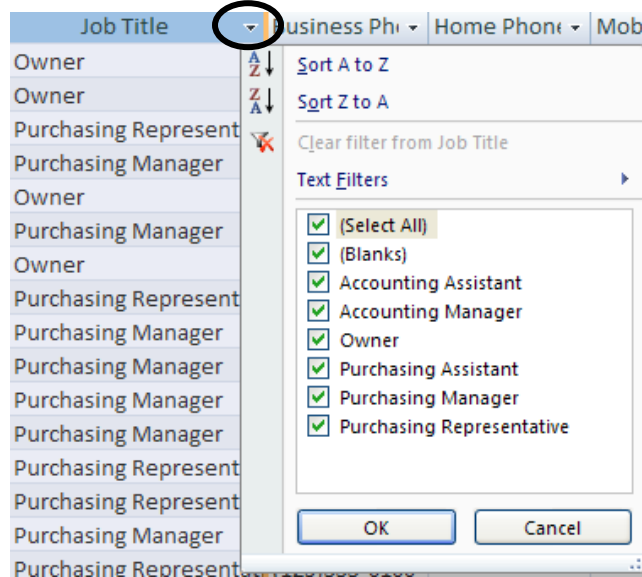 Job Title
usiness Ph
Home Phone
Mob
Owner
Owner
Purchasing Represent
Purchasing Manager
Owner
Purchasing Manager
Owner
Purchasing Represent
Purchasing Manager
Purchasing Manager
Purchasing Manager
Purchasing Manager
Purchasing Represent
Purchasing Represent
Purchasing Manager
Purchasing Representati
A
Z
Sort A to Z
Z
A
Sort Z to A
Clear filter from Job Title
Text Filters
(Select All)
(Blanks)
Accounting Assistant
Accounting Manager
Owner
Purchasing Assistant
Purchasing Manager
Purchasing Representative
OK
Cancel